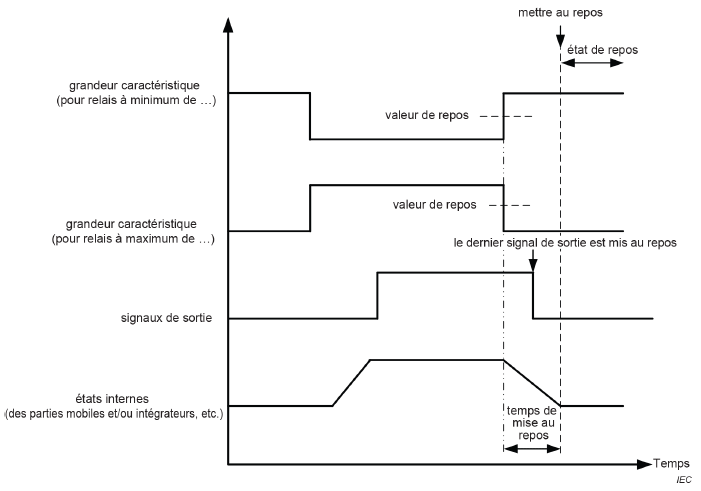 mettre au repos
état de repos
grandeur caractéristique
(pour relais à minimum de ...)
valeur de repos
grandeur caractéristique
(pour relais à maximum de ...)
valeur de repos
le dernier signal de sortie est mis au repos
signaux de sortie
états internes
(des parties mobiles et/ou intégrateurs, etc.)
temps de
mise au
repos
Temps
IEC